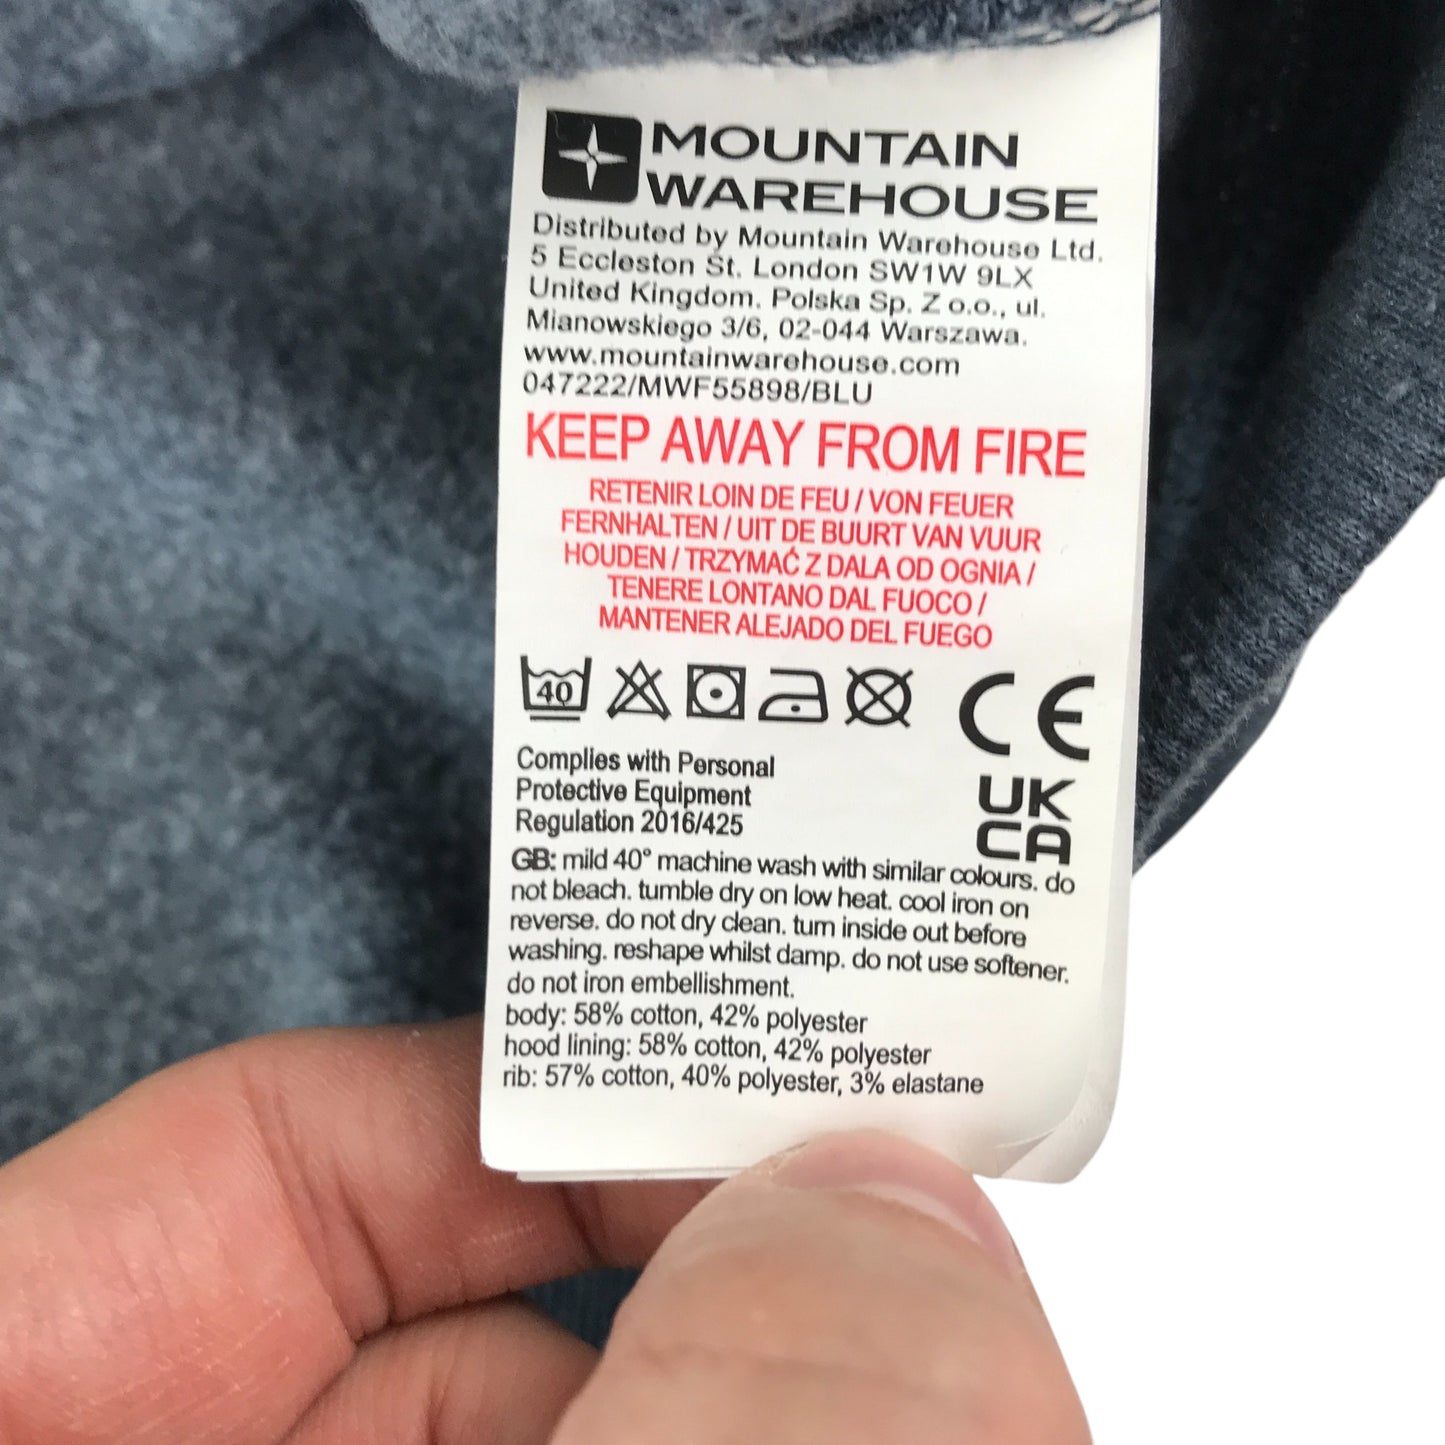 MOUNTAIN
WAREHOUSE
Distributed by Mountain Warehouse Ltd.
5 Eccleston St. London SW1W 9LX
United Kingdom. Polska Sp. Z o.o., ul.
Mianowskiego 3/6, 02-044 Warszawa.
www.mountainwarehouse.com
047222/MWF55898/BLU
KEEP AWAY FROM FIRE
RETENIR LOIN DE FEU / VON FEUER
FERNHALTEN / UIT DE BUURT VAN VUUR
HOUDEN / TRZYMAĆ Z DALA OD OGNIA /
TENERE LONTANO DAL FUOCO /
MANTENER ALEJADO DEL FUEGO
40
CE
Complies with Personal
Protective Equipment
Regulation 2016/425
UK
CA
GB: mild 40° machine wash with similar colours. do
not bleach. tumble dry on low heat. cool iron on
reverse. do not dry clean. turn inside out before
washing. reshape whilst damp. do not use softener.
do not iron embellishment.
body: 58% cotton, 42% polyester
hood lining: 58% cotton, 42% polyester
rib: 57% cotton, 40% polyester, 3% elastane